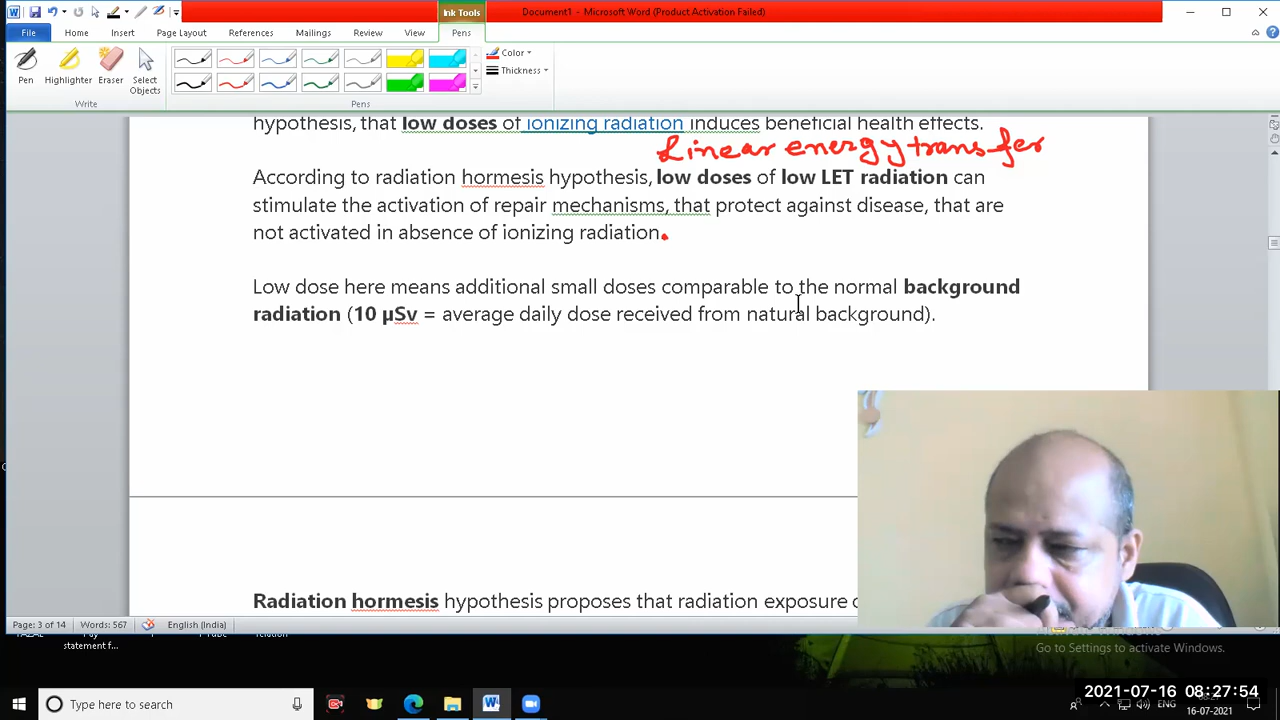 Ink Tools
Document1 - Microsoft Word (Product Activation Failed)
File Home Insert Page Layout References Mailings Review View Pens
Pen Highlighter Eraser Select Objects
Color
Thickness
Write Pens
hypothesis, that low doses of ionizing radiation induces beneficial health effects.
Linear energy transfer
According to radiation hormesis hypothesis, low doses of low LET radiation can
stimulate the activation of repair mechanisms, that protect against disease, that are
not activated in absence of ionizing radiation.
Low dose here means additional small doses comparable to the normal background
radiation (10 µSv = average daily dose received from natural background).
Radiation hormesis hypothesis proposes that radiation exposure
Page: 3 of 14 Words: 567 English (India)
statement f...
Go to Settings to activate Windows.
Type here to search
2021-07-16 08:27:54
ENG
16-07-2021